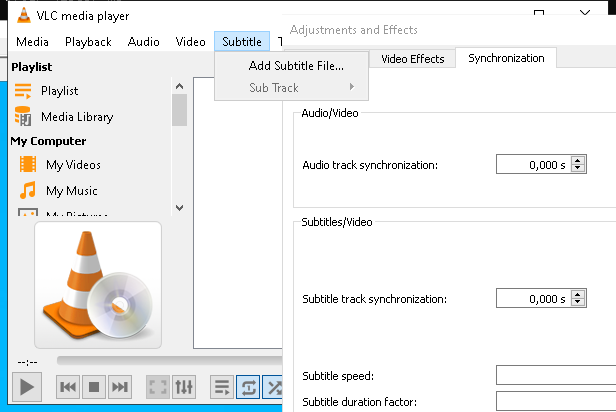 VLC media player
Adjustments and Effects
Media Playback Audio Video Subtitle
Add Subtitle File...
Sub Track
Video Effects Synchronization
Playlist
Playlist
Media Library
My Computer
My Videos
My Music
My Pictures
Audio/Video
Audio track synchronization: 0,000 s
Subtitles/Video
Subtitle track synchronization: 0,000 s
Subtitle speed:
Subtitle duration factor:
--:--